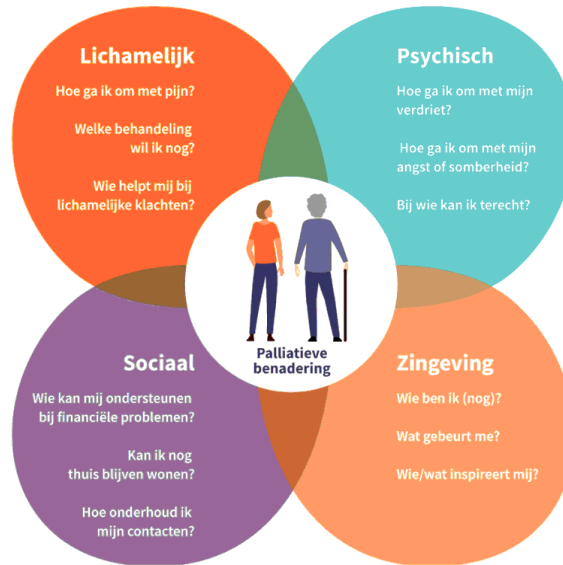 Lichamelijk
Hoe ga ik om met pijn?
Welke behandeling
wil ik nog?
Wie helpt mij bij
lichamelijke klachten?
Psychisch
Hoe ga ik om met mijn
verdriet?
Hoe ga ik om met mijn
angst of somberheid?
Bij wie kan ik terecht?
Palliatieve
benadering
Sociaal
Wie kan mij ondersteunen
bij financiële problemen?
Kan ik nog
thuis blijven wonen?
Hoe onderhoud ik
mijn contacten?
Zingeving
Wie ben ik (nog)?
Wat gebeurt me?
Wie/wat inspireert mij?